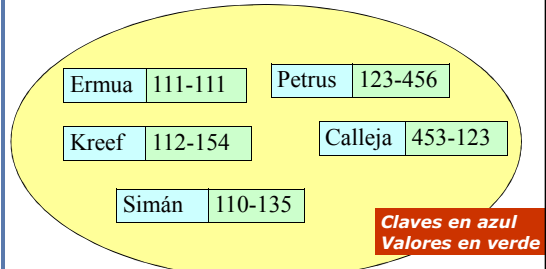 Ermua 111-111
Petrus 123-456
Kreef 112-154
Calleja 453-123
Simán 110-135
Claves en azul
Valores en verde